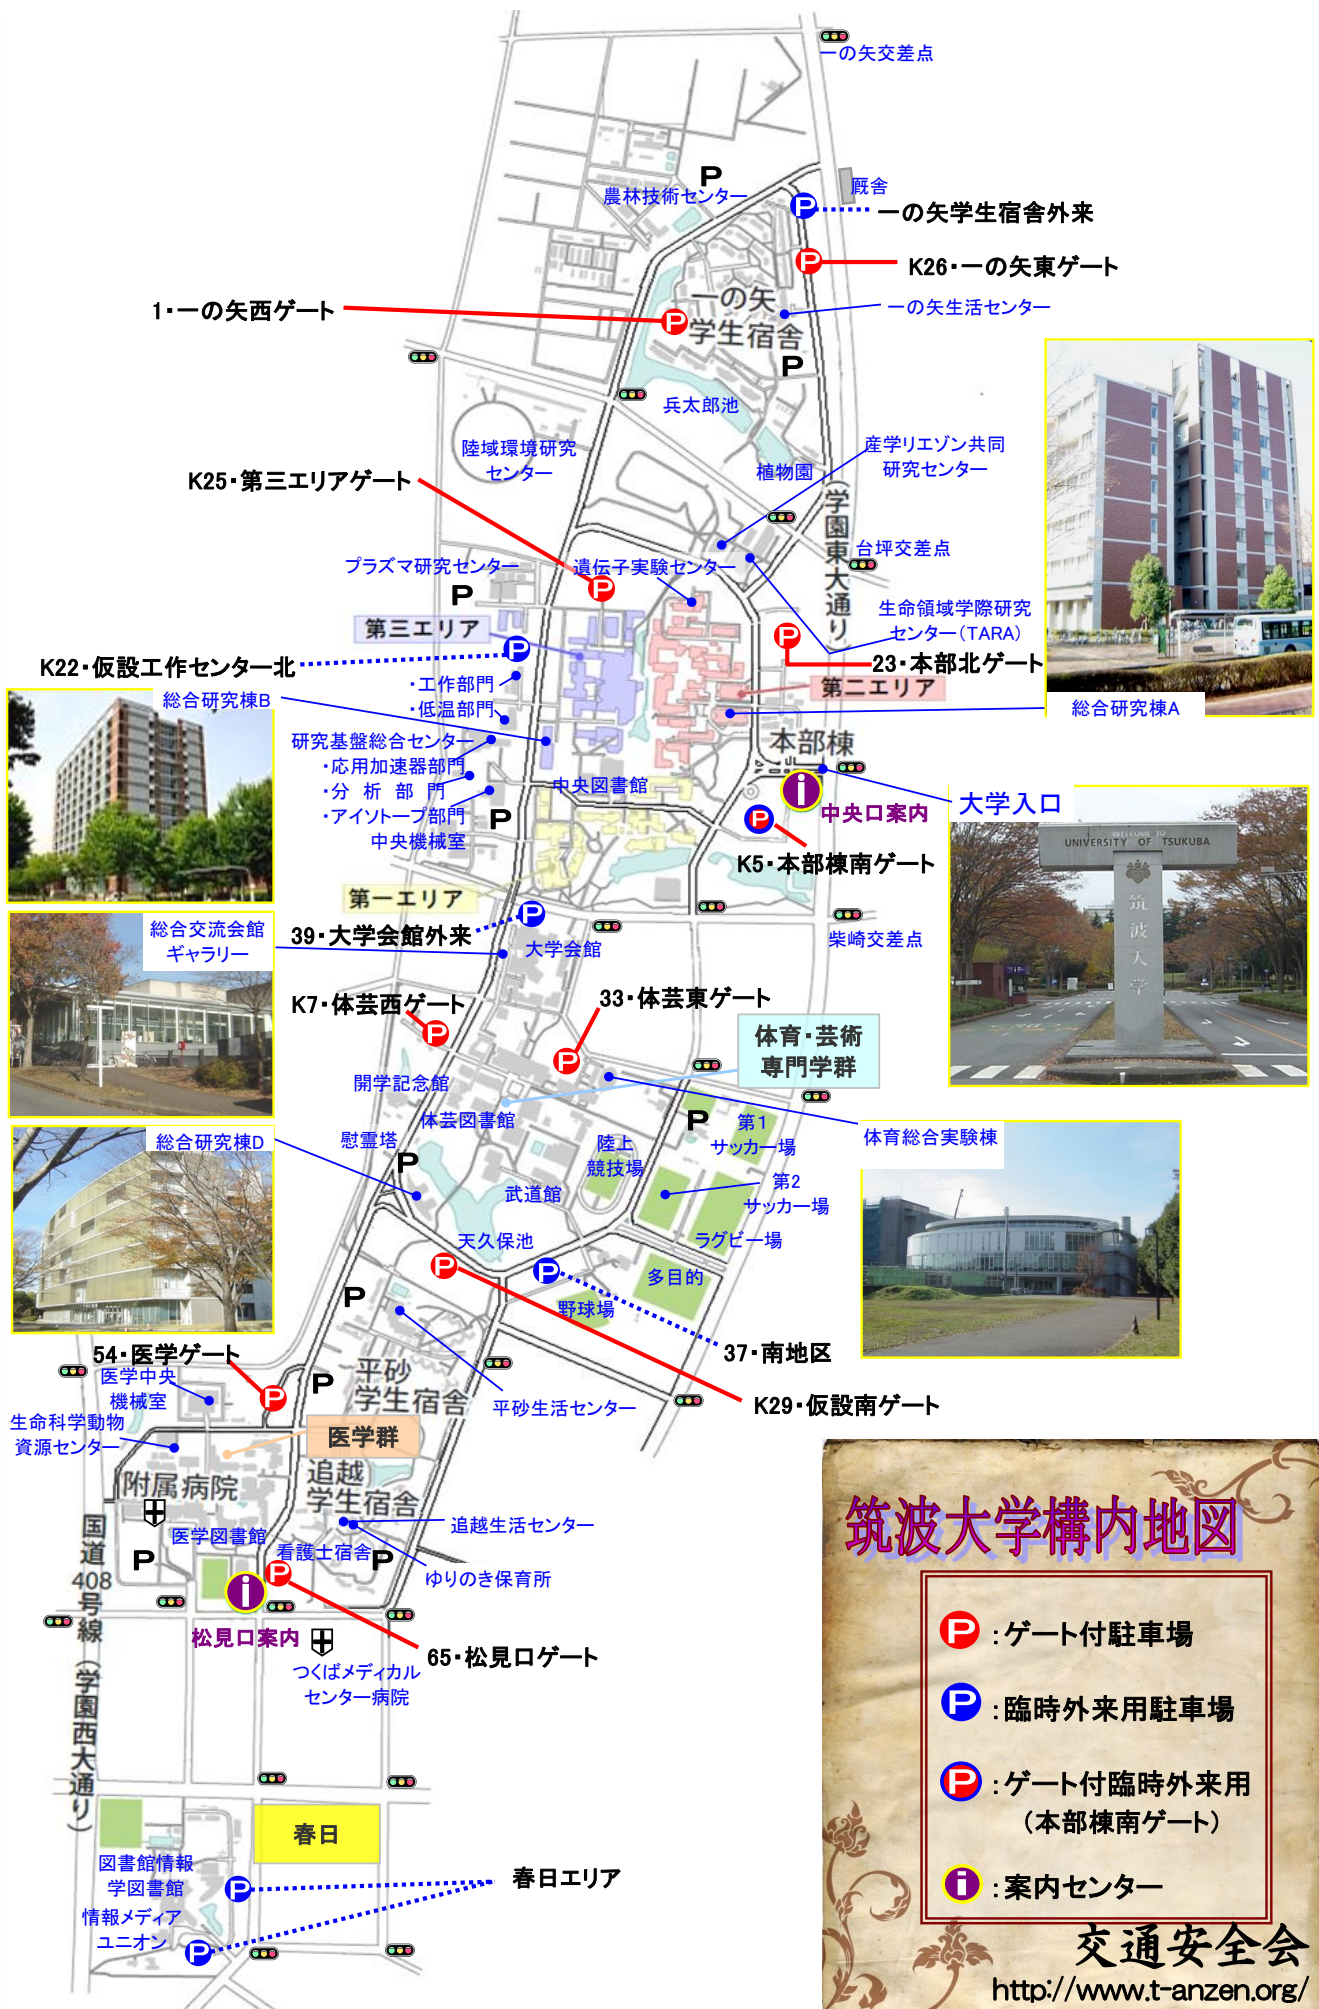 一の矢交差点
P
農林技術センター
厩舎
P
一の矢学生宿舎外来
P
K26・一の矢東ゲート
1・一の矢西ゲート
P
一の矢
学生宿舎
一の矢生活センター
P
兵太郎池
陸域環境研究
センター
産学リエゾン共同
研究センター
植物園
K25・第三エリアゲート
(学園東大通り)
台坪交差点
プラズマ研究センター
遺伝子実験センター
P
P
生命領域学際研究
センター(TARA)
第三エリア
P
P
23・本部北ゲート
K22・仮設工作センター北
・工作部門
・低温部門
第二エリア
総合研究棟B
総合研究棟A
研究基盤総合センター
・応用加速器部門
・分 析 部 門
・アイソトープ部門
中央機械室
P
本部棟
中央図書館
i
中央口案内
大学入口
P
K5・本部棟南ゲート
WELCOME TO
UNIVERSITY OF TSUKUBA
筑波大学
第一エリア
P
39・大学会館外来
大学会館
柴崎交差点
総合交流会館
ギャラリー
K7・体芸西ゲート
P
33・体芸東ゲート
P
体育・芸術
専門学群
開学記念館
体芸図書館
慰霊塔
P
P
第1
サッカー場
陸上
競技場
体育総合実験棟
総合研究棟D
武道館
第2
サッカー場
天久保池
ラグビー場
P
P
多目的
P
野球場
37・南地区
K29・仮設南ゲート
54・医学ゲート
P
P
医学中央
機械室
平砂
学生宿舎
平砂生活センター
生命科学動物
資源センター
医学群
附属病院
追越
学生宿舎
追越生活センター
医学図書館
看護士宿舎
P
P
P
ゆりのき保育所
i
松見口案内
65・松見口ゲート
つくばメディカル
センター病院
国道408号線(学園西大通り)
春日
図書館情報
学図書館
P
春日エリア
情報メディア
ユニオン
P
筑波大学構内地図
P :ゲート付駐車場
P :臨時外来用駐車場
P :ゲート付臨時外来用
(本部棟南ゲート)
i :案内センター
交通安全会
http://www.t-anzen.org/